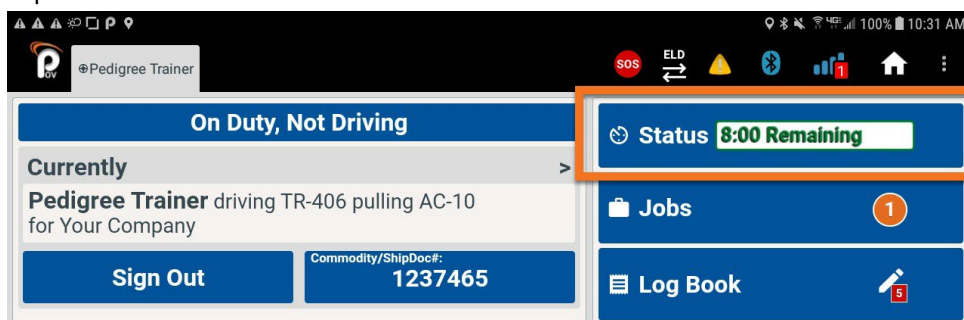 100% 10:31 AM
Pov
Pedigree Trainer
SOS
ELD
1
On Duty, Not Driving
Currently >
Pedigree Trainer driving TR-406 pulling AC-10
for Your Company
Sign Out
Commodity/ShipDoc#:
1237465
Status 8:00 Remaining
Jobs 1
Log Book 5